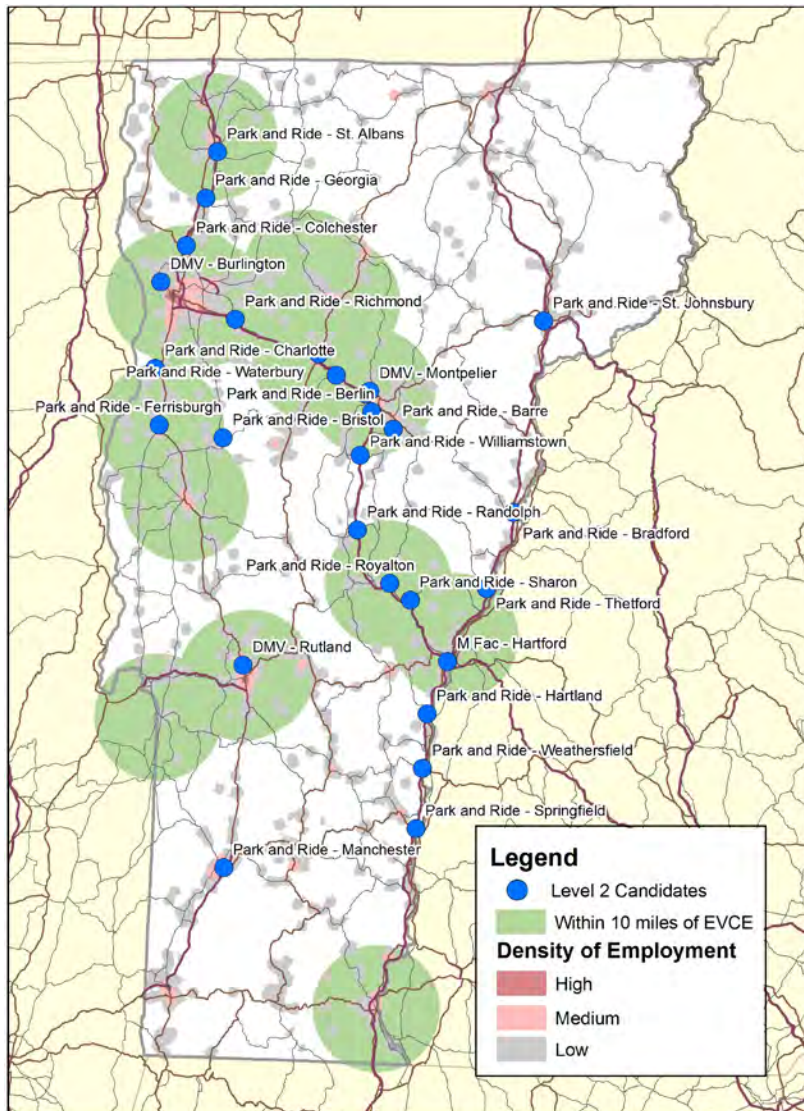 Park and Ride - St. Albans
Park and Ride - Georgia
Park and Ride - Colchester
DMV - Burlington
Park and Ride - Richmond
Park and Ride - St. Johnsbury
Park and Ride - Charlotte
Park and Ride - Waterbury
DMV - Montpelier
Park and Ride - Berlin
Park and Ride - Ferrisburgh
Park and Ride - Barre
Park and Ride - Bristol
Park and Ride - Williamstown
Park and Ride - Randolph
Park and Ride - Bradford
Park and Ride - Royalton
Park and Ride - Sharon
Park and Ride - Thetford
DMV - Rutland
M Fac - Hartford
Park and Ride - Hartland
Park and Ride - Weathersfield
Park and Ride - Springfield
Park and Ride - Manchester
Legend
Level 2 Candidates
Within 10 miles of EVCE
Density of Employment
High
Medium
Low